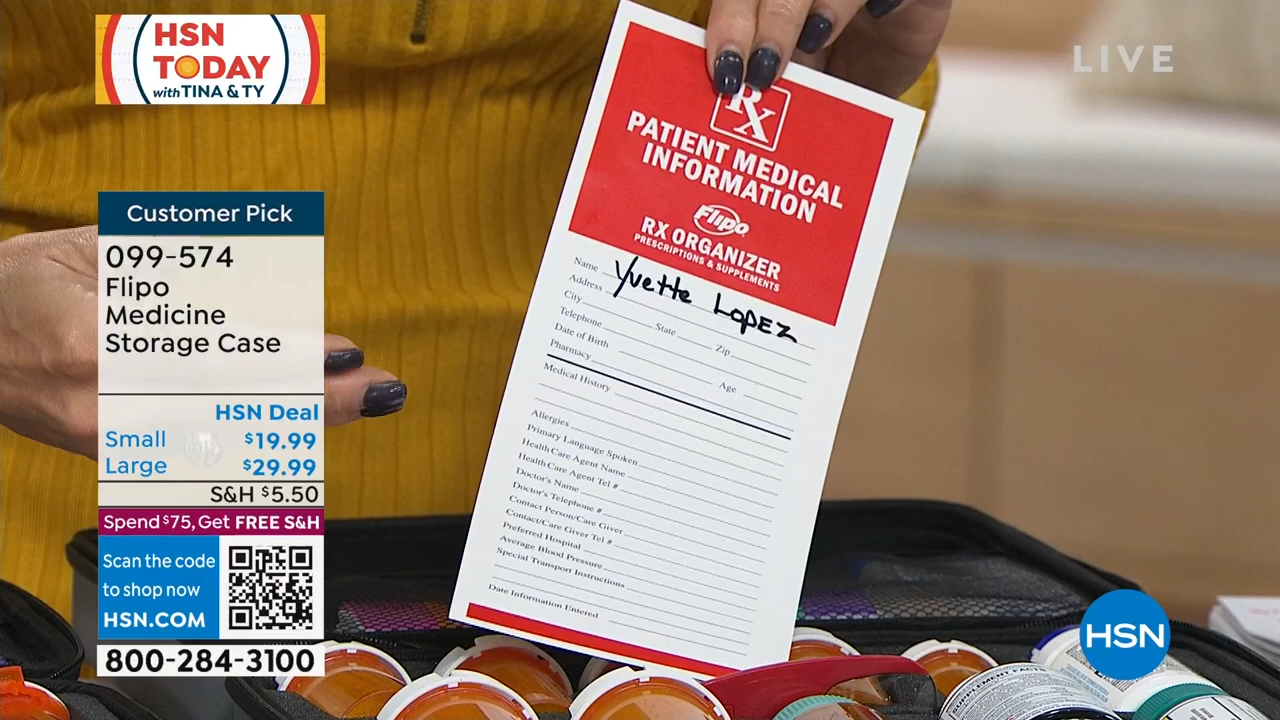 HSN
TODAY
with TINA & TY
LIVE
Customer Pick
099-574
Flipo
Medicine
Storage Case
HSN Deal
Small $19.99
Large $29.99
S&H $5.50
Spend $75, Get FREE S&H
Scan the code
to shop now
HSN.COM
800-284-3100
RX
PATIENT MEDICAL
INFORMATION
Flipo
RX ORGANIZER
PRESCRIPTIONS & SUPPLEMENTS
Name Yvette Lopez
Address
City State Zip
Telephone
Date of Birth Age
Pharmacy
Medical History
Allergies
Primary Language Spoken
Health Care Agent Name
Health Care Agent Tel #
Doctor's Name
Doctor's Telephone #
Contact Person/Care Giver
Contact/Care Giver Tel #
Preferred Hospital
Average Blood Pressure
Special Transport Instructions
Date Information Entered
SUPPLEMENT FACTS
HSN